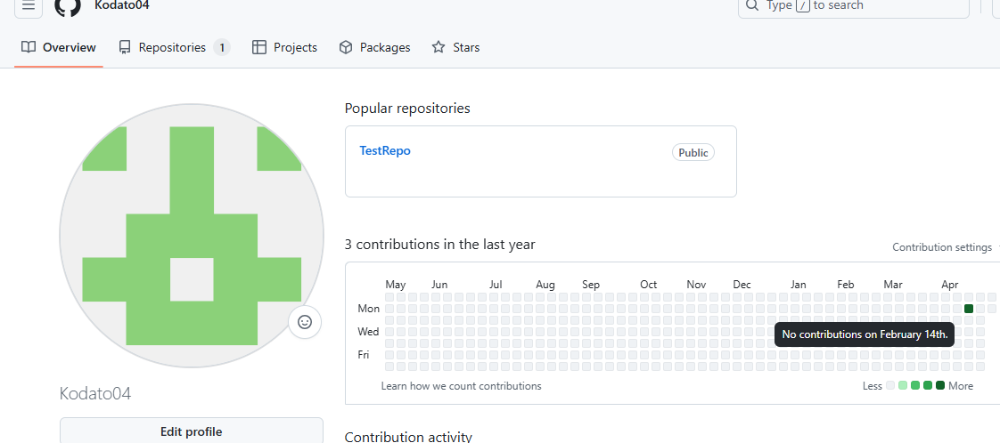 Kodato04
Type / to search
Overview
Repositories 1
Projects
Packages
Stars
Popular repositories
TestRepo
Public
3 contributions in the last year
Contribution settings
May Jun Jul Aug Sep Oct Nov Dec Jan Feb Mar Apr
Mon
Wed
No contributions on February 14th.
Fri
Learn how we count contributions
Less More
Kodato04
Edit profile
Contribution activity